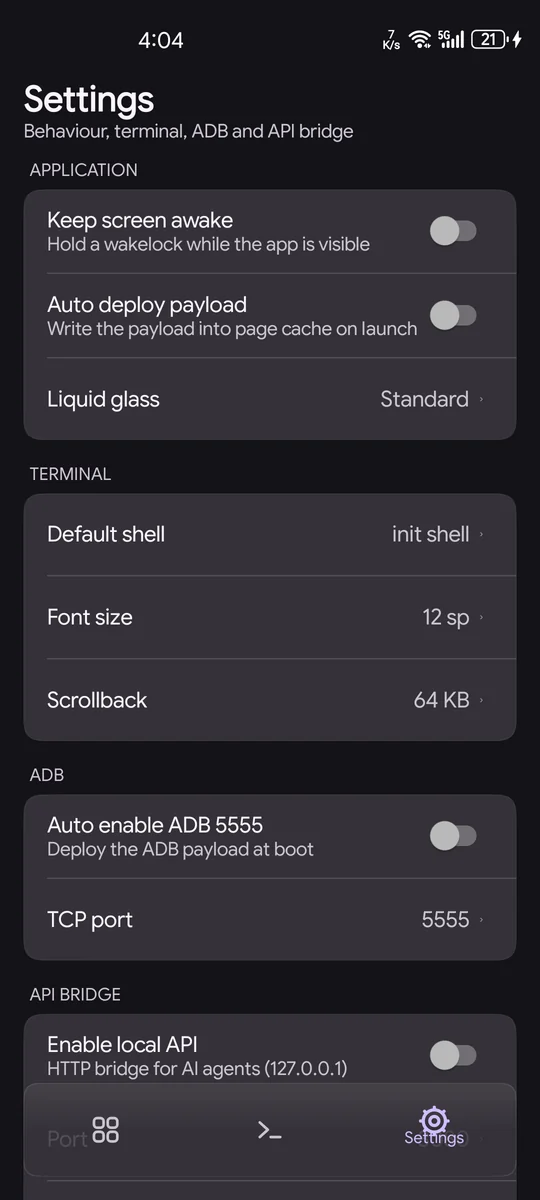 4:04
7
K/s
5G
21
Settings
Behaviour, terminal, ADB and API bridge
APPLICATION
Keep screen awake
Hold a wakelock while the app is visible
Auto deploy payload
Write the payload into page cache on launch
Liquid glass
Standard
TERMINAL
Default shell
init shell
Font size
12 sp
Scrollback
64 KB
ADB
Auto enable ADB 5555
Deploy the ADB payload at boot
TCP port
5555
API BRIDGE
Enable local API
HTTP bridge for AI agents (127.0.0.1)
Port
Settings